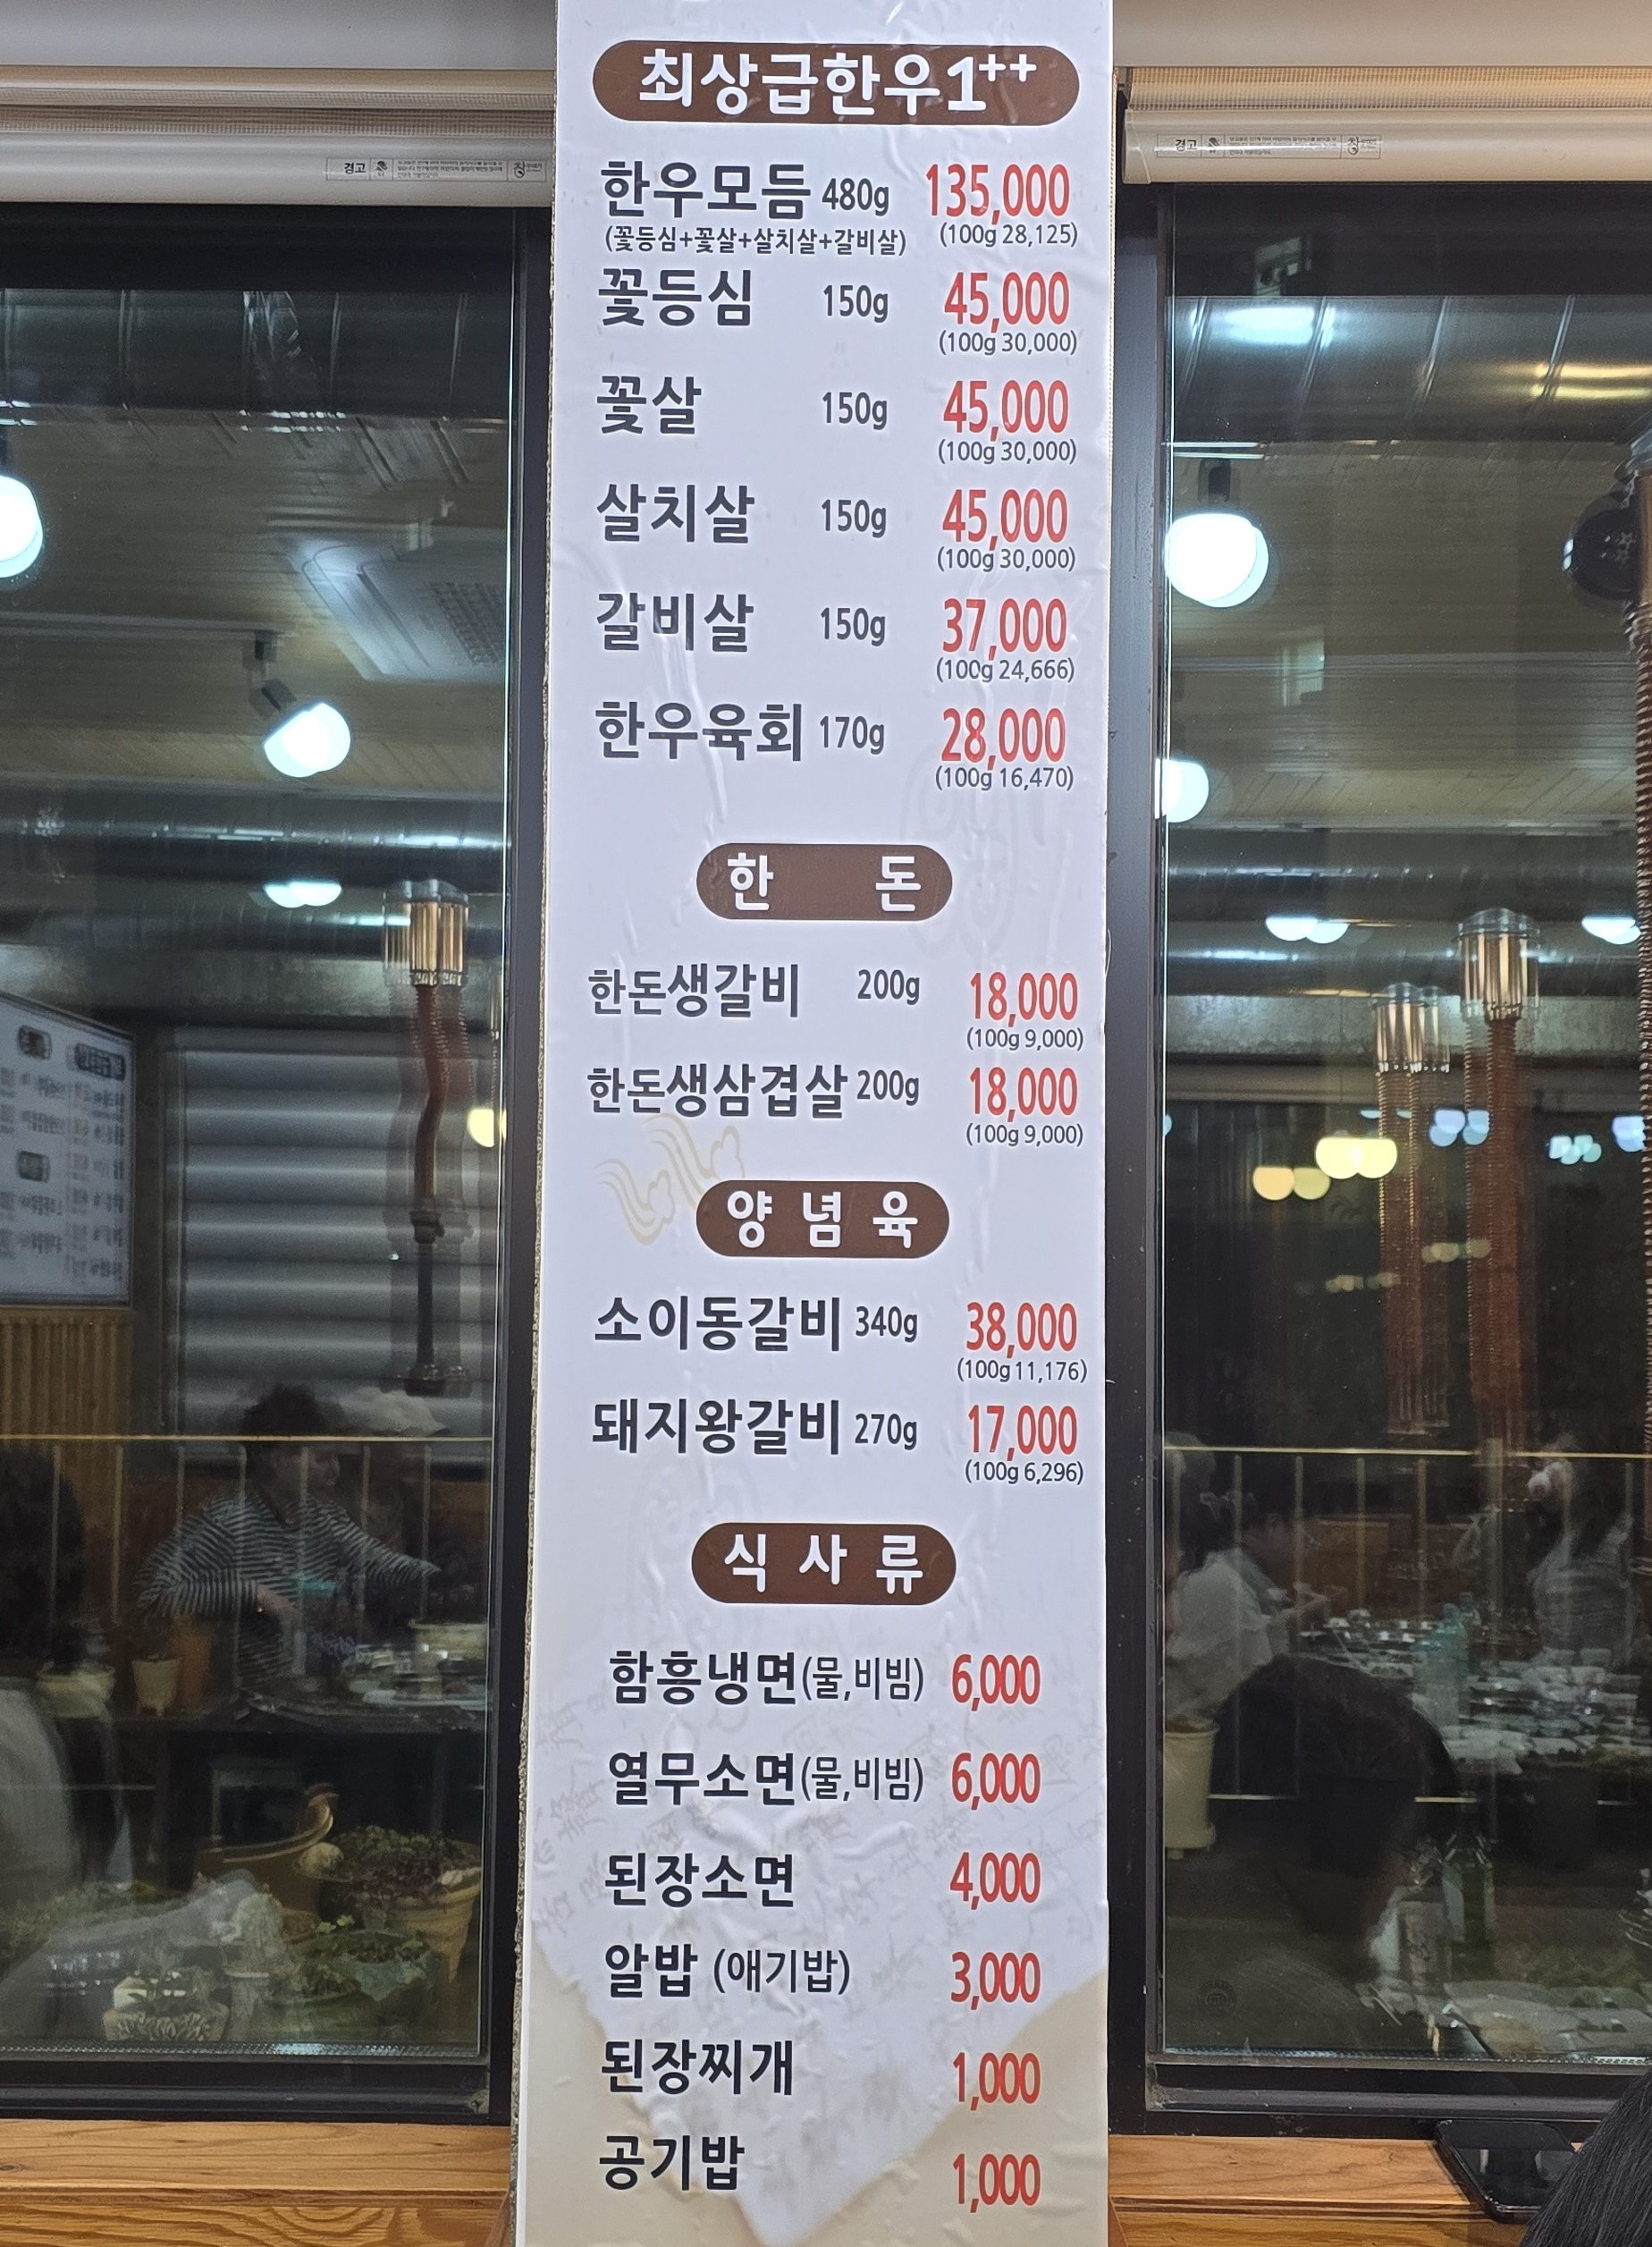 최상급한우1++
한우모듬 480g 135,000
(꽃등심+꽃살+살치살+갈비살) (100g 28,125)
꽃등심 150g 45,000
(100g 30,000)
꽃살 150g 45,000
(100g 30,000)
살치살 150g 45,000
(100g 30,000)
갈비살 150g 37,000
(100g 24,666)
한우육회 170g 28,000
(100g 16,470)
한 돈
한돈생갈비 200g 18,000
(100g 9,000)
한돈생삼겹살 200g 18,000
(100g 9,000)
양념육
소이동갈비 340g 38,000
(100g 11,176)
돼지왕갈비 270g 17,000
(100g 6,296)
식사류
함흥냉면(물,비빔) 6,000
열무소면(물,비빔) 6,000
된장소면 4,000
알밥 (애기밥) 3,000
된장찌개 1,000
공기밥 1,000
경고
경고